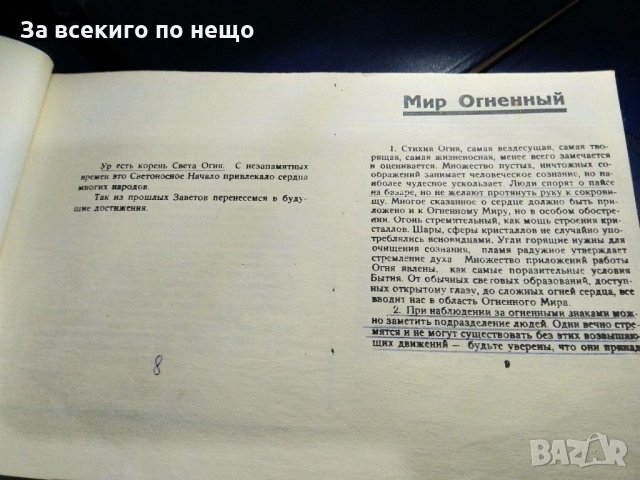 За всекиго по нещо
Ур есть корень Света Огня. С незапамятных
времен это Светоносное Начало привлекало сердца
многих народов.
Так из прошлых Заветов перенесемся в буду-
щие достижения.
8
Мир Огненный
1. Стихия Огня, самая вездесущая, самая тво-
рящая, самая жизненосная, менее всего замечается
и оценивается. Множество пустых, ничтожных со-
ображений занимает человеческое сознание, но наи-
более чудесное ускользает. Люди спорят о пайсе
на базаре, но не желают протянуть руку к сокрови-
щу. Многое сказанное о сердце должно быть при-
ложено и к Огненному Миру, но в особом обостре-
нии. Огонь стремительный, как мощь строения кри-
сталлов. Шары, сферы кристаллов не случайно упо-
треблялись ясновидцами. Угли горящие нужны для
очищения сознания, пламя радужное утверждает
стремление духа Множество приложений работы
Огня явлены, как самые поразительные условия
Бытия. От обычных световых образований, доступ-
ных открытому глазу, до сложных огней сердца, все
вводит нас в область Огненного Мира.
2. При наблюдении за огненными знаками мож-
но заметить подразделение людей. Одни вечно стре-
мятся и не могут существовать без этих возвышаю-
щих движений — будьте уверены, что они принад
9
BAZAR